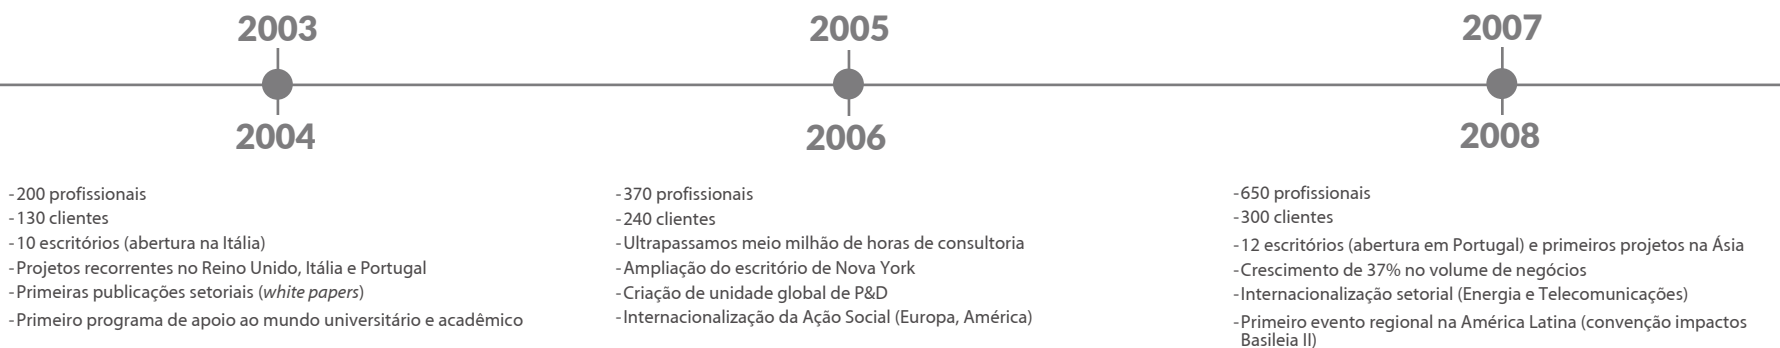 2003
2004
-200 profissionais
-130 clientes
-10 escritórios (abertura na Itália)
-Projetos recorrentes no Reino Unido, Itália e Portugal
-Primeiras publicações setoriais (white papers)
-Primeiro programa de apoio ao mundo universitário e acadêmico
2005
2006
-370 profissionais
-240 clientes
-Ultrapassamos meio milhão de horas de consultoria
-Ampliação do escritório de Nova York
-Criação de unidade global de P&D
-Internacionalização da Ação Social (Europa, América)
2007
2008
-650 profissionais
-300 clientes
-12 escritórios (abertura em Portugal) e primeiros projetos na Ásia
-Crescimento de 37% no volume de negócios
-Internacionalização setorial (Energia e Telecomunicações)
-Primeiro evento regional na América Latina (convenção impactos
Basileia II)